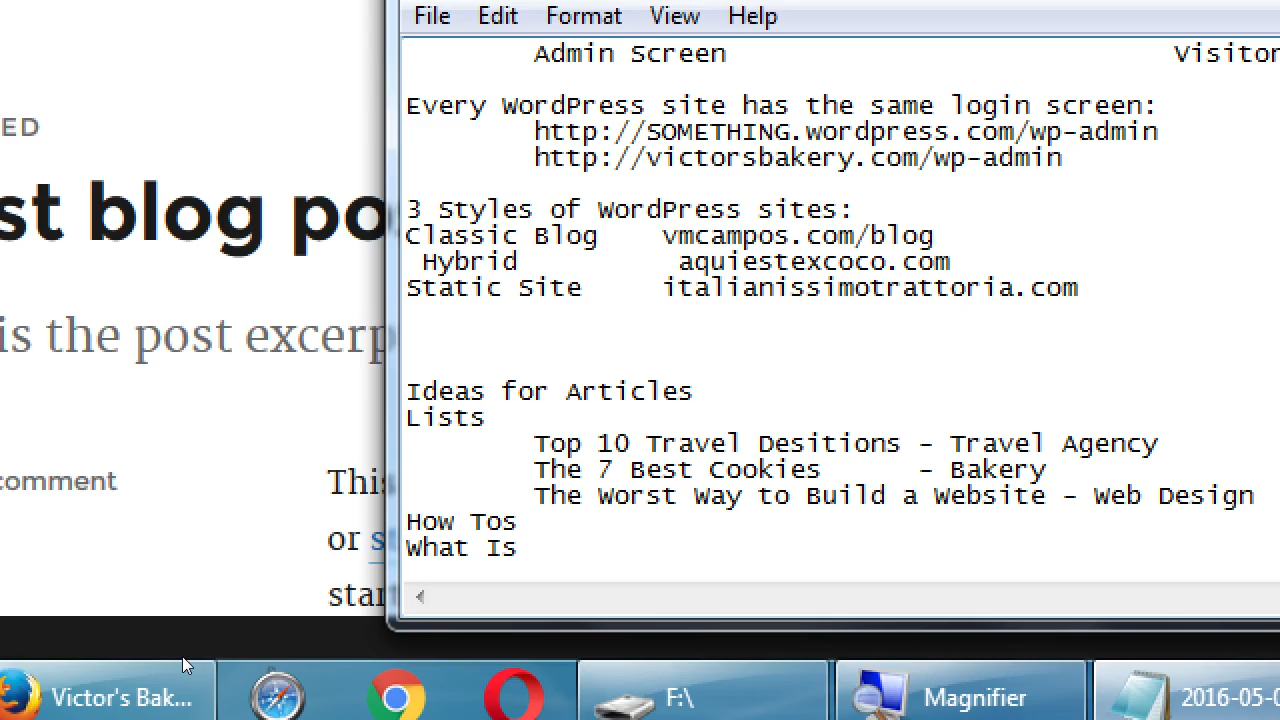 File Edit Format View Help
Admin Screen Visitor
Every WordPress site has the same login screen:
http://SOMETHING.wordpress.com/wp-admin
http://victorsbakery.com/wp-admin
3 Styles of WordPress sites:
Classic Blog vmcampos.com/blog
Hybrid aquiestexcoco.com
Static Site italianissimotrattoria.com
Ideas for Articles
Lists
Top 10 Travel Desitions - Travel Agency
The 7 Best Cookies - Bakery
The Worst Way to Build a Website - Web Design
How Tos
What Is
ED
st blog po
is the post excerp
comment
This
or s
star
Victor's Bak... F:\ Magnifier 2016-05-0